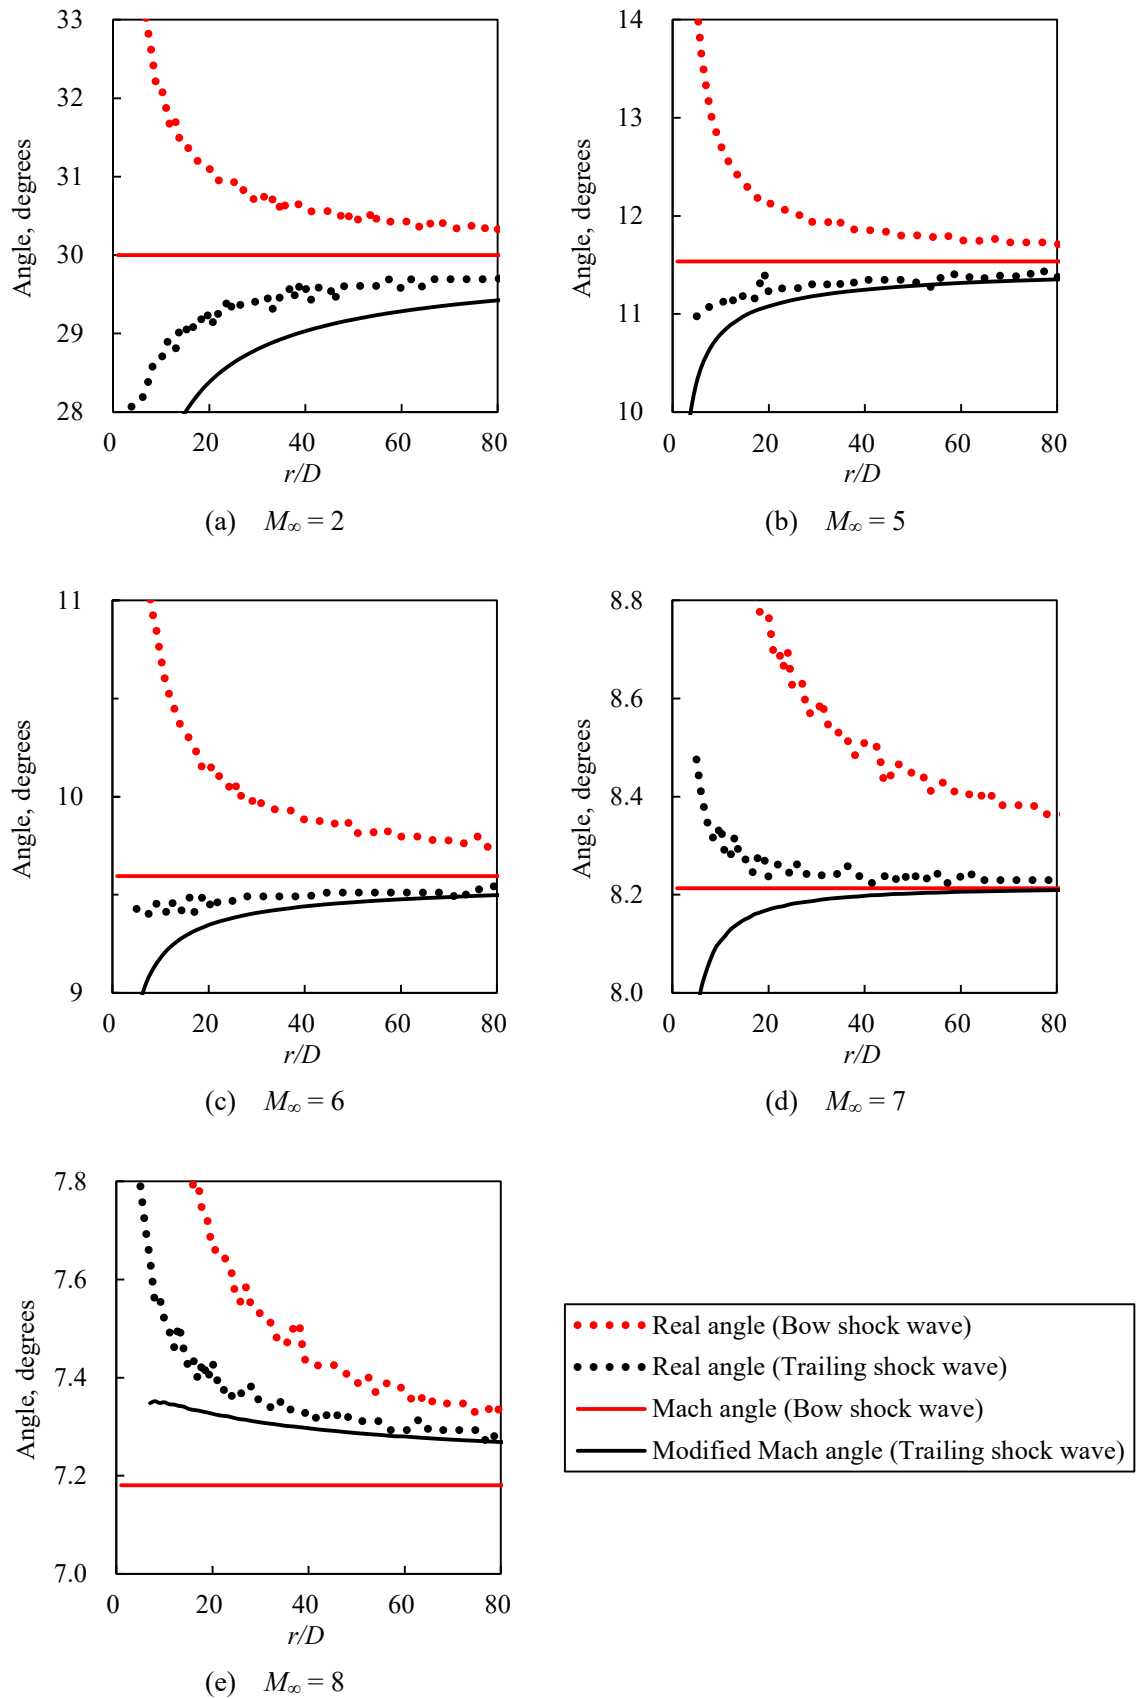 33
32
31
30
29
28
Angle, degrees
0 20 40 60 80
r/D
(a) M∞ = 2
14
13
12
11
10
Angle, degrees
0 20 40 60 80
r/D
(b) M∞ = 5
11
10
9
Angle, degrees
0 20 40 60 80
r/D
(c) M∞ = 6
8.8
8.6
8.4
8.2
8.0
Angle, degrees
0 20 40 60 80
r/D
(d) M∞ = 7
7.8
7.6
7.4
7.2
7.0
Angle, degrees
0 20 40 60 80
r/D
(e) M∞ = 8
Real angle (Bow shock wave)
Real angle (Trailing shock wave)
Mach angle (Bow shock wave)
Modified Mach angle (Trailing shock wave)